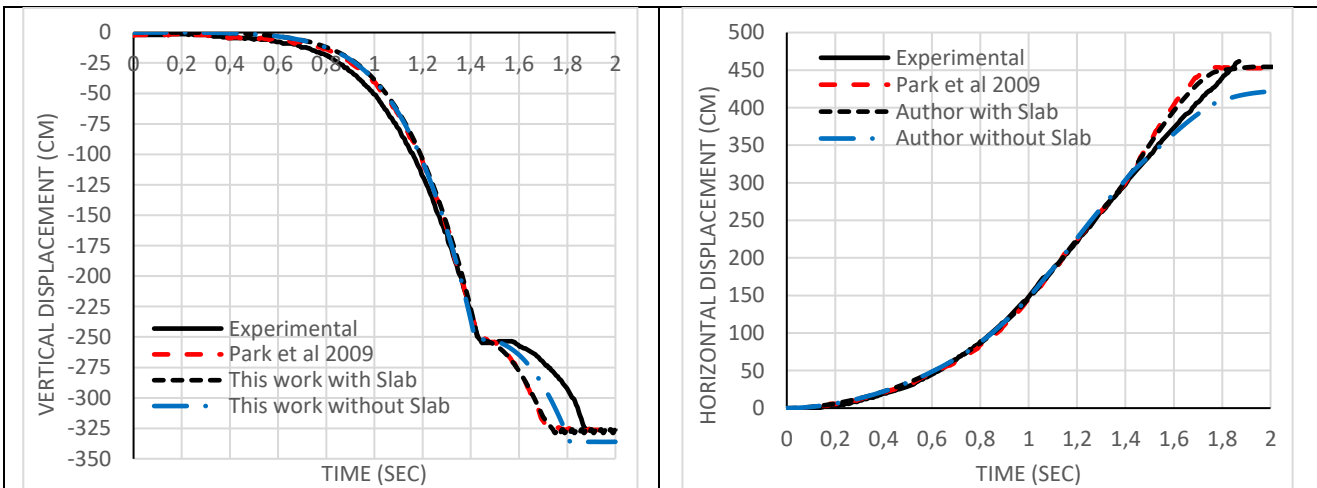 0
-25
-50
-75
-100
-125
-150
-175
-200
-225
-250
-275
-300
-325
-350
0 0,2 0,4 0,6 0,8 1 1,2 1,4 1,6 1,8 2
VERTICAL DISPLACEMENT (CM)
TIME (SEC)
Experimental
Park et al 2009
This work with Slab
This work without Slab
500
450
400
350
300
250
200
150
100
50
0
0 0,2 0,4 0,6 0,8 1 1,2 1,4 1,6 1,8 2
HORIZONTAL DISPLACEMENT (CM)
TIME (SEC)
Experimental
Park et al 2009
Author with Slab
Author without Slab